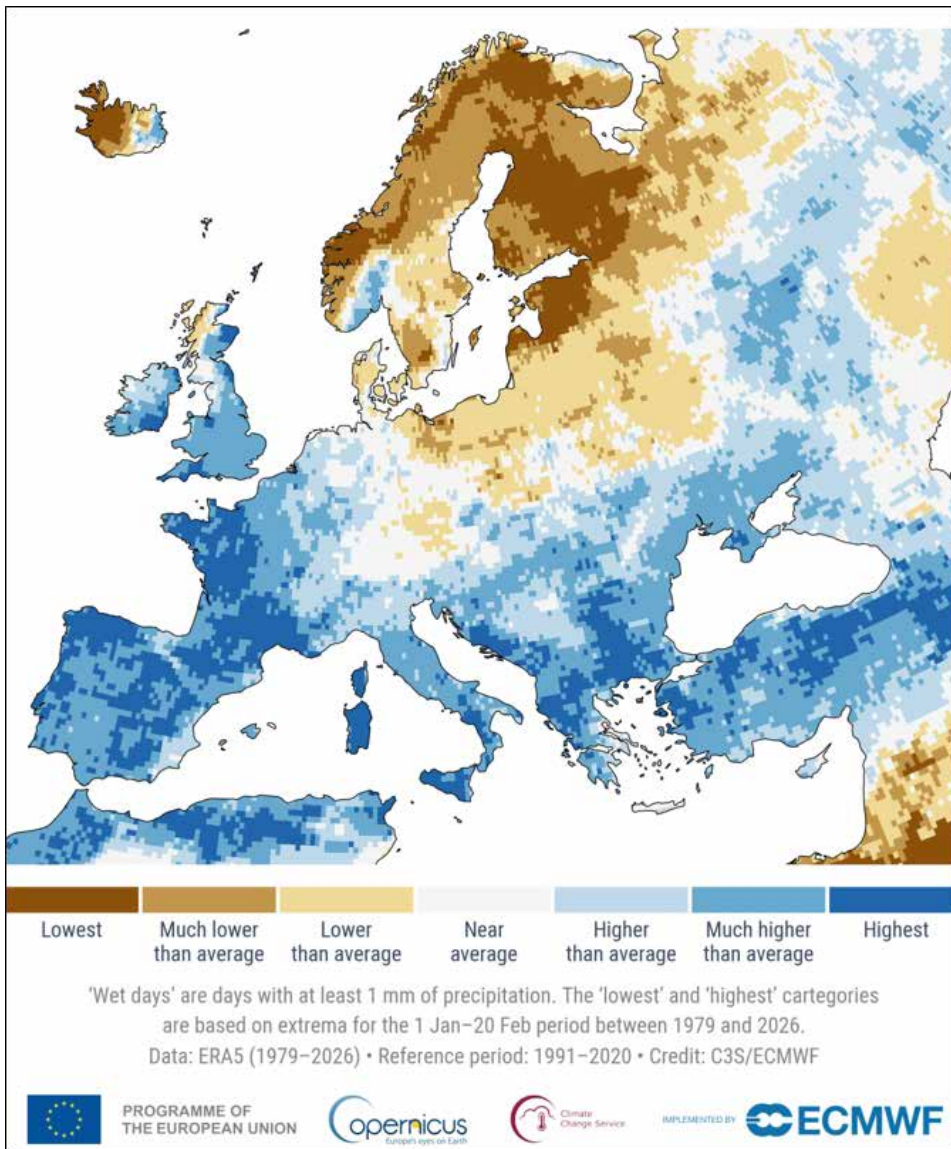 Lowest
Much lower
than average
Lower
than average
Near
average
Higher
than average
Much higher
than average
Highest
'Wet days' are days with at least 1 mm of precipitation. The 'lowest' and 'highest' cartegories
are based on extrema for the 1 Jan–20 Feb period between 1979 and 2026.
Data: ERA5 (1979–2026) • Reference period: 1991–2020 • Credit: C3S/ECMWF
PROGRAMME OF
THE EUROPEAN UNION
opernicus
Europe's eyes on Earth
Climate
Change Service
IMPLEMENTED BY
ECMWF